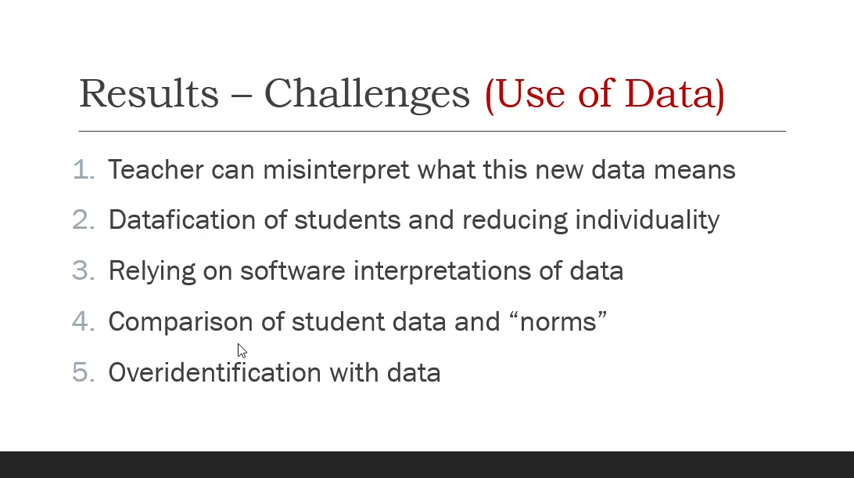 Results – Challenges (Use of Data)
1. Teacher can misinterpret what this new data means
2. Datafication of students and reducing individuality
3. Relying on software interpretations of data
4. Comparison of student data and “norms”
5. Overidentification with data